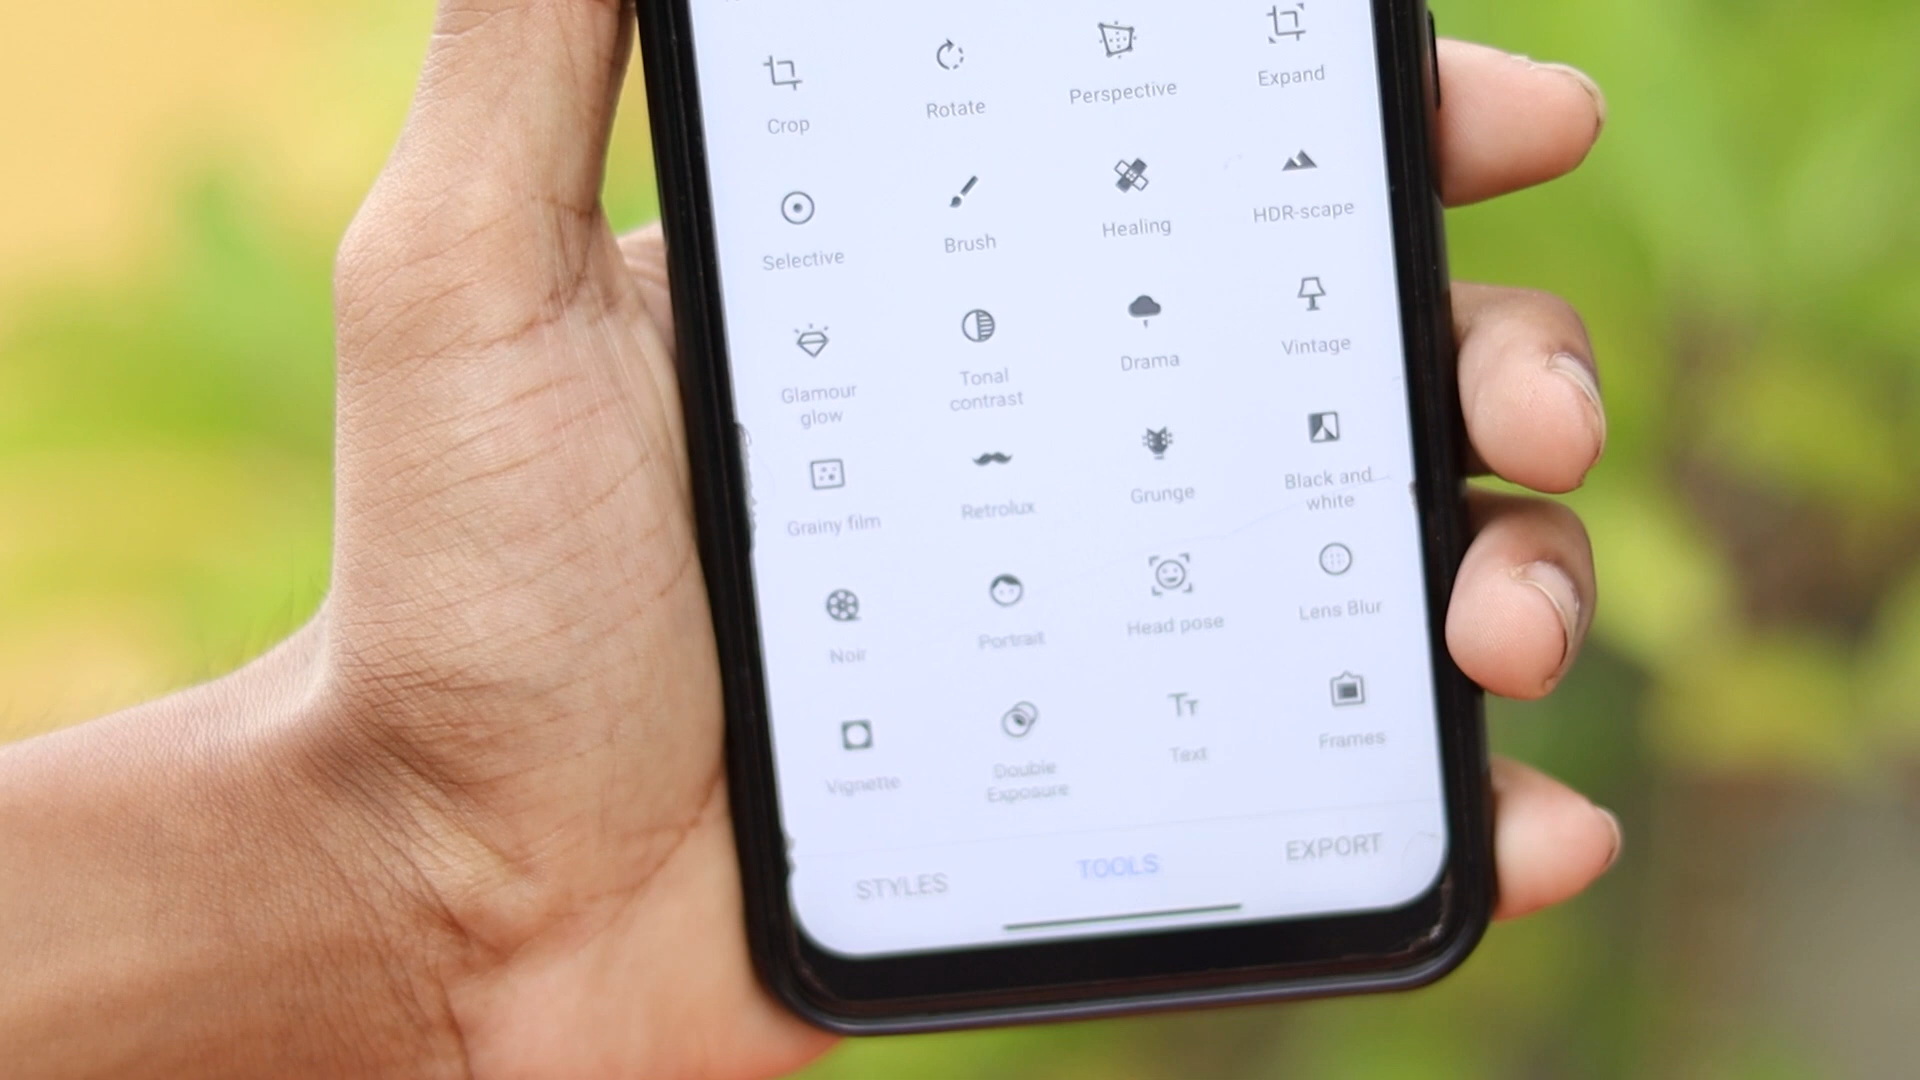 Crop
Rotate
Perspective
Expand
Selective
Brush
Healing
HDR-scape
Glamour
glow
Tonal
contrast
Drama
Vintage
Grainy film
Retrolux
Grunge
Black and
white
Noir
Portrait
Head pose
Lens Blur
Vignette
Double
Exposure
Text
Frames
STYLES
TOOLS
EXPORT